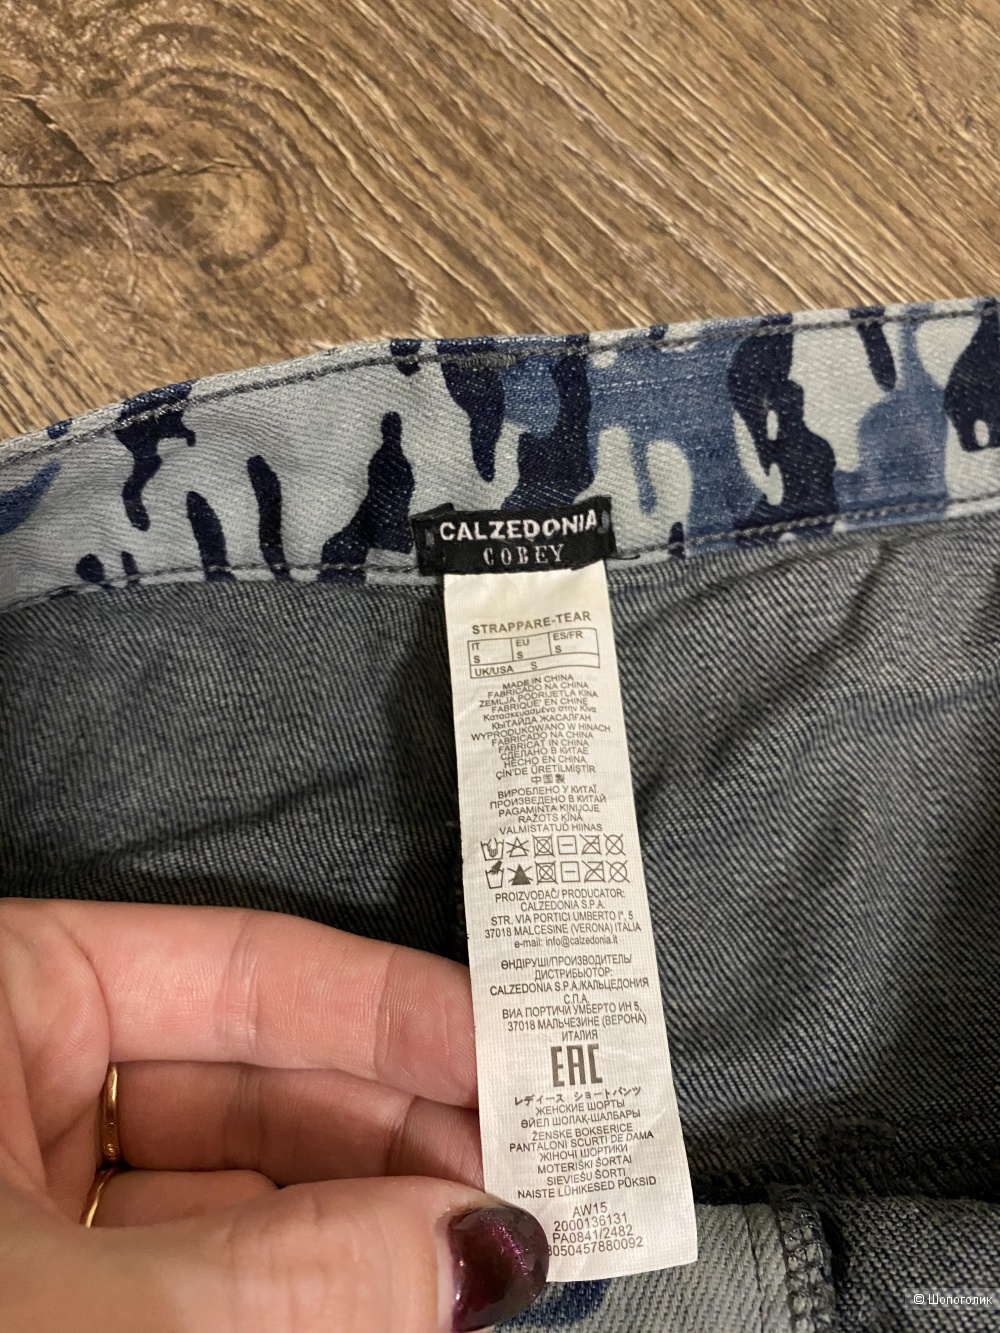 CALZEDONIA
COBEY
STRAPPARE-TEAR
IT EU ES/FR
S S S
UK/USA S
MADE IN CHINA
FABRICADO NA CHINA
ZEMLJA PODRIJETLA KINA
FABRIQUE' EN CHINE
Κατασκευασμένο στην Κίνα
ҚЫТАЙДА ЖАСАЛҒАН
WYPRODUKOWANO W HINACH
FABRICADO NA CHINA
FABRICAT IN CHINA
СДЕЛАНО В КИТАЕ
HECHO EN CHINA
ÇİN'DE ÜRETİLMİŞTİR
中国製
ВИРОБЛЕНО У КИТАЇ
ПРОИЗВЕДЕНО В КИТАЙ
PAGAMINTA KINIJOJE
RAŽOTS ĶĪNĀ
VALMISTATUD HIINAS
PROIZVOĐAČ/ PRODUCATOR:
CALZEDONIA S.P.A.
STR. VIA PORTICI UMBERTO I°, 5
37018 MALCESINE (VERONA) ITALIA
e-mail: info@calzedonia.it
ӨНДІРУШІ/ПРОИЗВОДИТЕЛЬ/
ДИСТРИБЬЮТОР:
CALZEDONIA S.P.A./КАЛЬЦЕДОНИЯ
С.П.А.
ВИА ПОРТИЧИ УМБЕРТО ИН 5,
37018 МАЛЬЧЕЗИНЕ (ВЕРОНА)
ИТАЛИЯ
EAC
レディース ショートパンツ
ЖЕНСКИЕ ШОРТЫ
ӘЙЕЛ ШОЛАҚ-ШАЛБАРЫ
ŽENSKE BOKSERICE
PANTALONI SCURTI DE DAMA
ЖІНОЧІ ШОРТИКИ
MOTERIŠKI ŠORTAI
SIEVIEŠU ŠORTI
NAISTE LÜHIKESED PÜKSID
AW15
2000136131
PA0841/2482
8050457880092
© Шопоголик